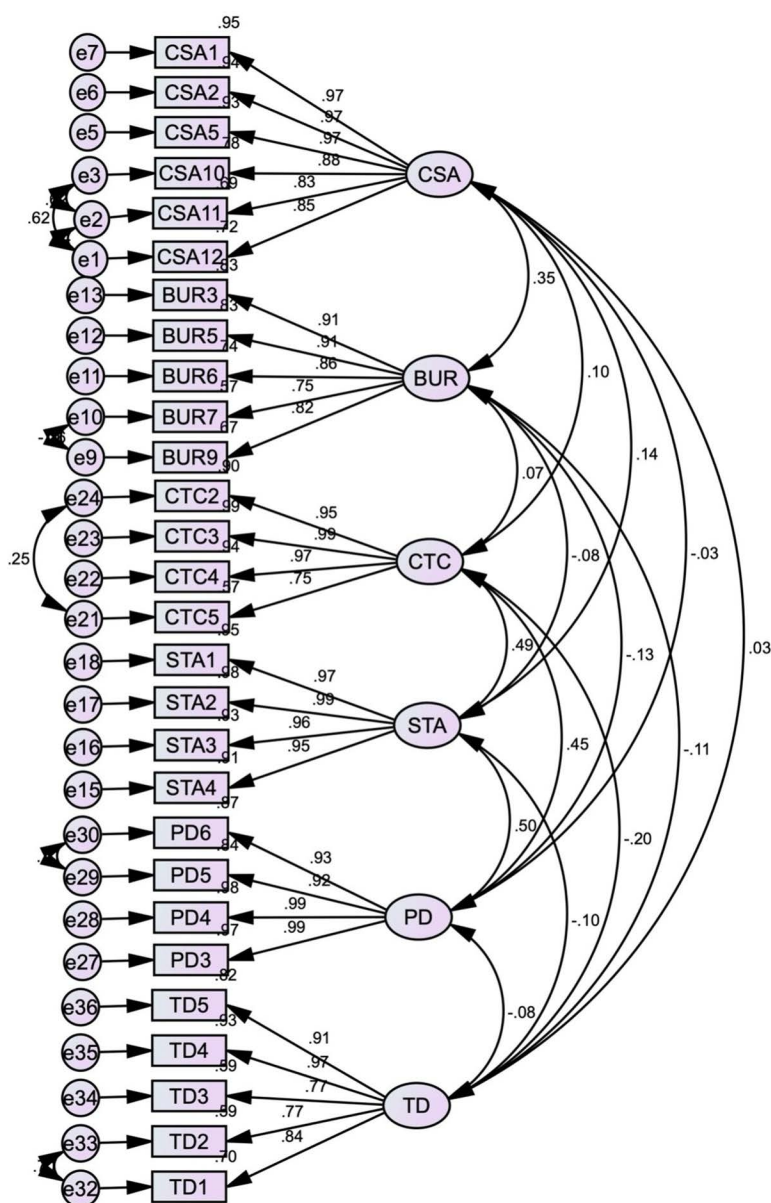 .95
e7 CSA1 .97
.94
e6 CSA2 .97
.93
e5 CSA5 .97
.78
e3 CSA10 .88
.69
e2 CSA11 .83
.62
.72
e1 CSA12 .85
CSA
.83
e13 BUR3 .91
.83
e12 BUR5 .91
.74
e11 BUR6 .86
.57
e10 BUR7 .75
.67
e9 BUR9 .82
BUR
.35
.90
e24 CTC2 .95
.99
e23 CTC3 .99
.94
e22 CTC4 .97
.57
e21 CTC5 .75
.25
CTC
.10
.07
.95
e18 STA1 .97
.98
e17 STA2 .99
.93
e16 STA3 .96
.91
e15 STA4 .95
STA
.14
-.08
.49
e30 PD6 .93
.84
e29 PD5 .92
.98
e28 PD4 .99
.97
e27 PD3 .99
PD
-.03
-.13
.45
.50
.82
e36 TD5 .91
.93
e35 TD4 .97
.59
e34 TD3 .77
.59
e33 TD2 .77
.70
e32 TD1 .84
TD
.03
-.11
-.20
-.10
-.08